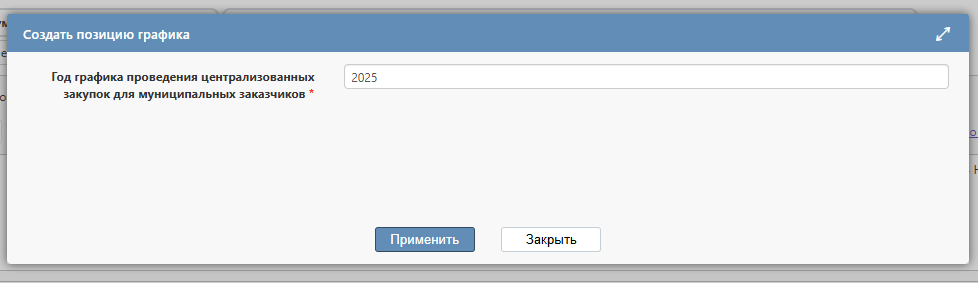 Создать позицию графика
Год графика проведения централизованных
закупок для муниципальных заказчиков *
2025
Применить
Закрыть